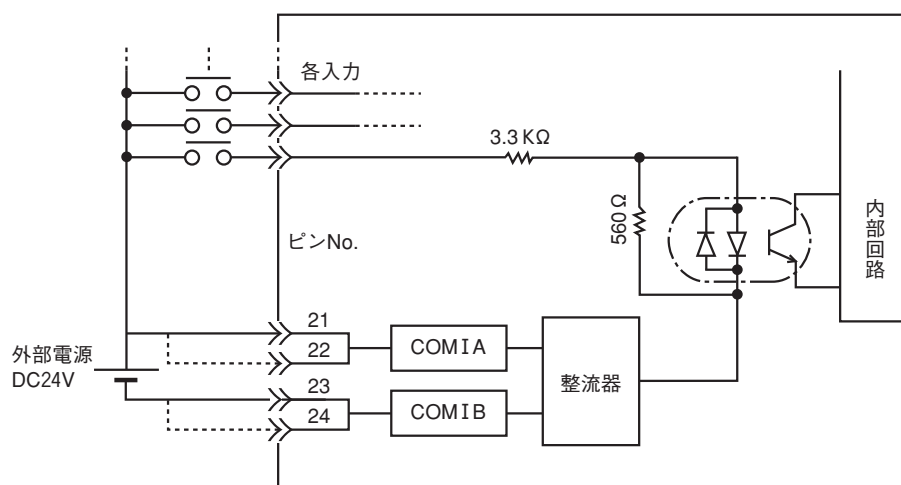 各入力
3.3 KΩ
560 Ω
内部回路
ピンNo.
21
22
外部電源
DC24V
23
24
COMIA
COMIB
整流器